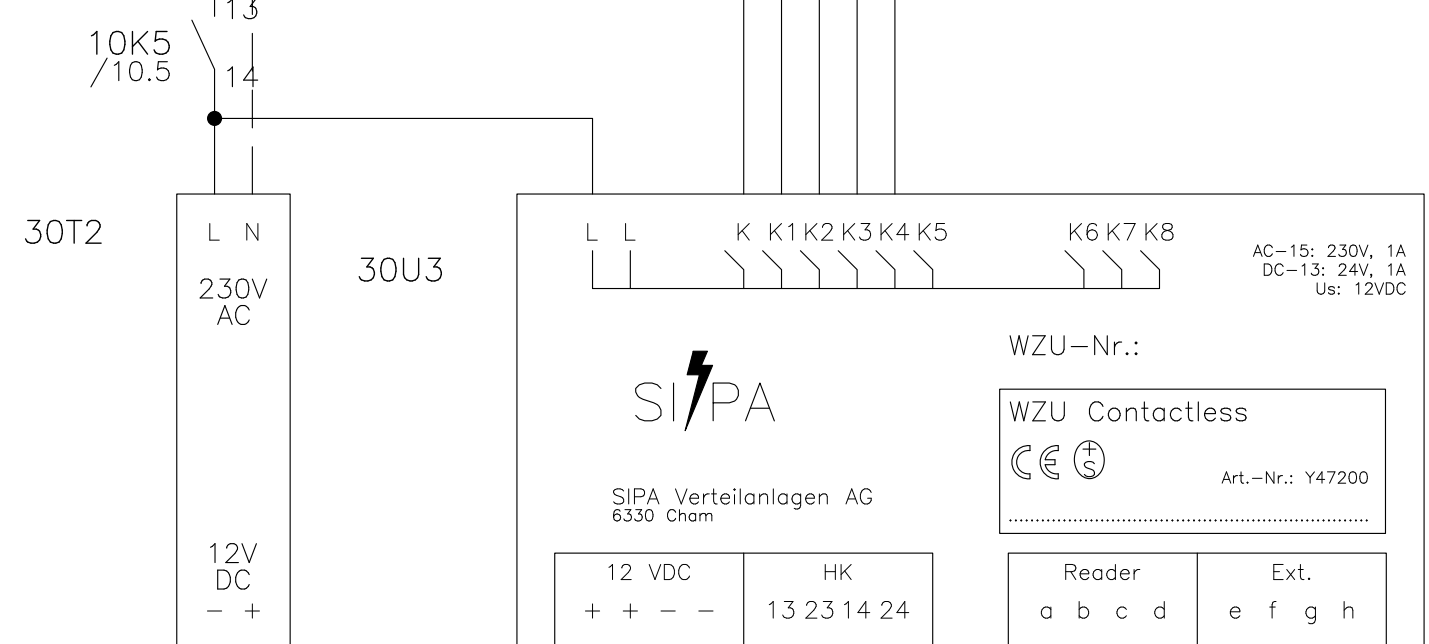 13
10K5
/10.5
14
30T2
L N
230V
AC
12V
DC
− +
30U3
L L K K1 K2 K3 K4 K5 K6 K7 K8
AC−15: 230V, 1A
DC−13: 24V, 1A
Us: 12VDC
WZU−Nr.:
SIPA
WZU Contactless
CE +S
Art.−Nr.: Y47200
SIPA Verteilanlagen AG
6330 Cham
12 VDC
+ + − −
HK
13 23 14 24
Reader
a b c d
Ext.
e f g h